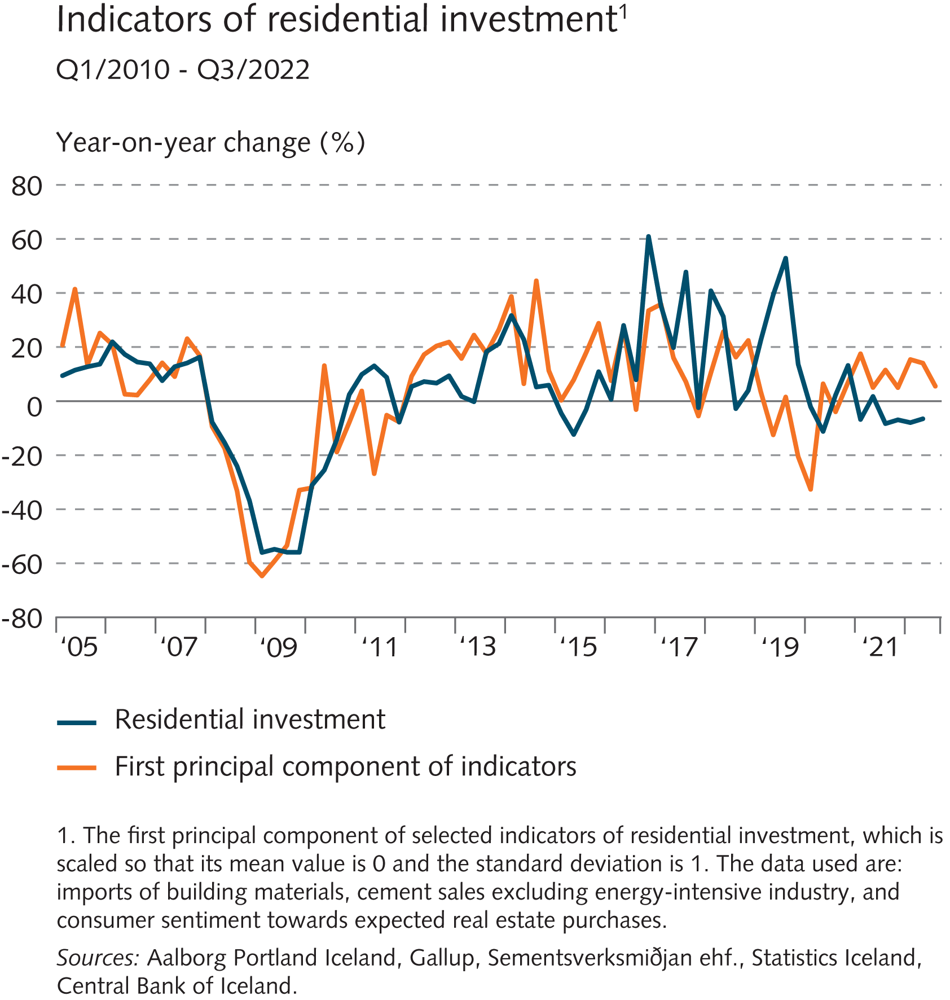 Indicators of residential investment¹
Q1/2010 - Q3/2022
Year-on-year change (%)
80
60
40
20
0
-20
-40
-60
-80
‘05 ‘07 ‘09 ‘11 ‘13 ‘15 ‘17 ‘19 ‘21
Residential investment
First principal component of indicators
1. The first principal component of selected indicators of residential investment, which is
scaled so that its mean value is 0 and the standard deviation is 1. The data used are:
imports of building materials, cement sales excluding energy-intensive industry, and
consumer sentiment towards expected real estate purchases.
Sources: Aalborg Portland Iceland, Gallup, Sementsverksmiðjan ehf., Statistics Iceland,
Central Bank of Iceland.